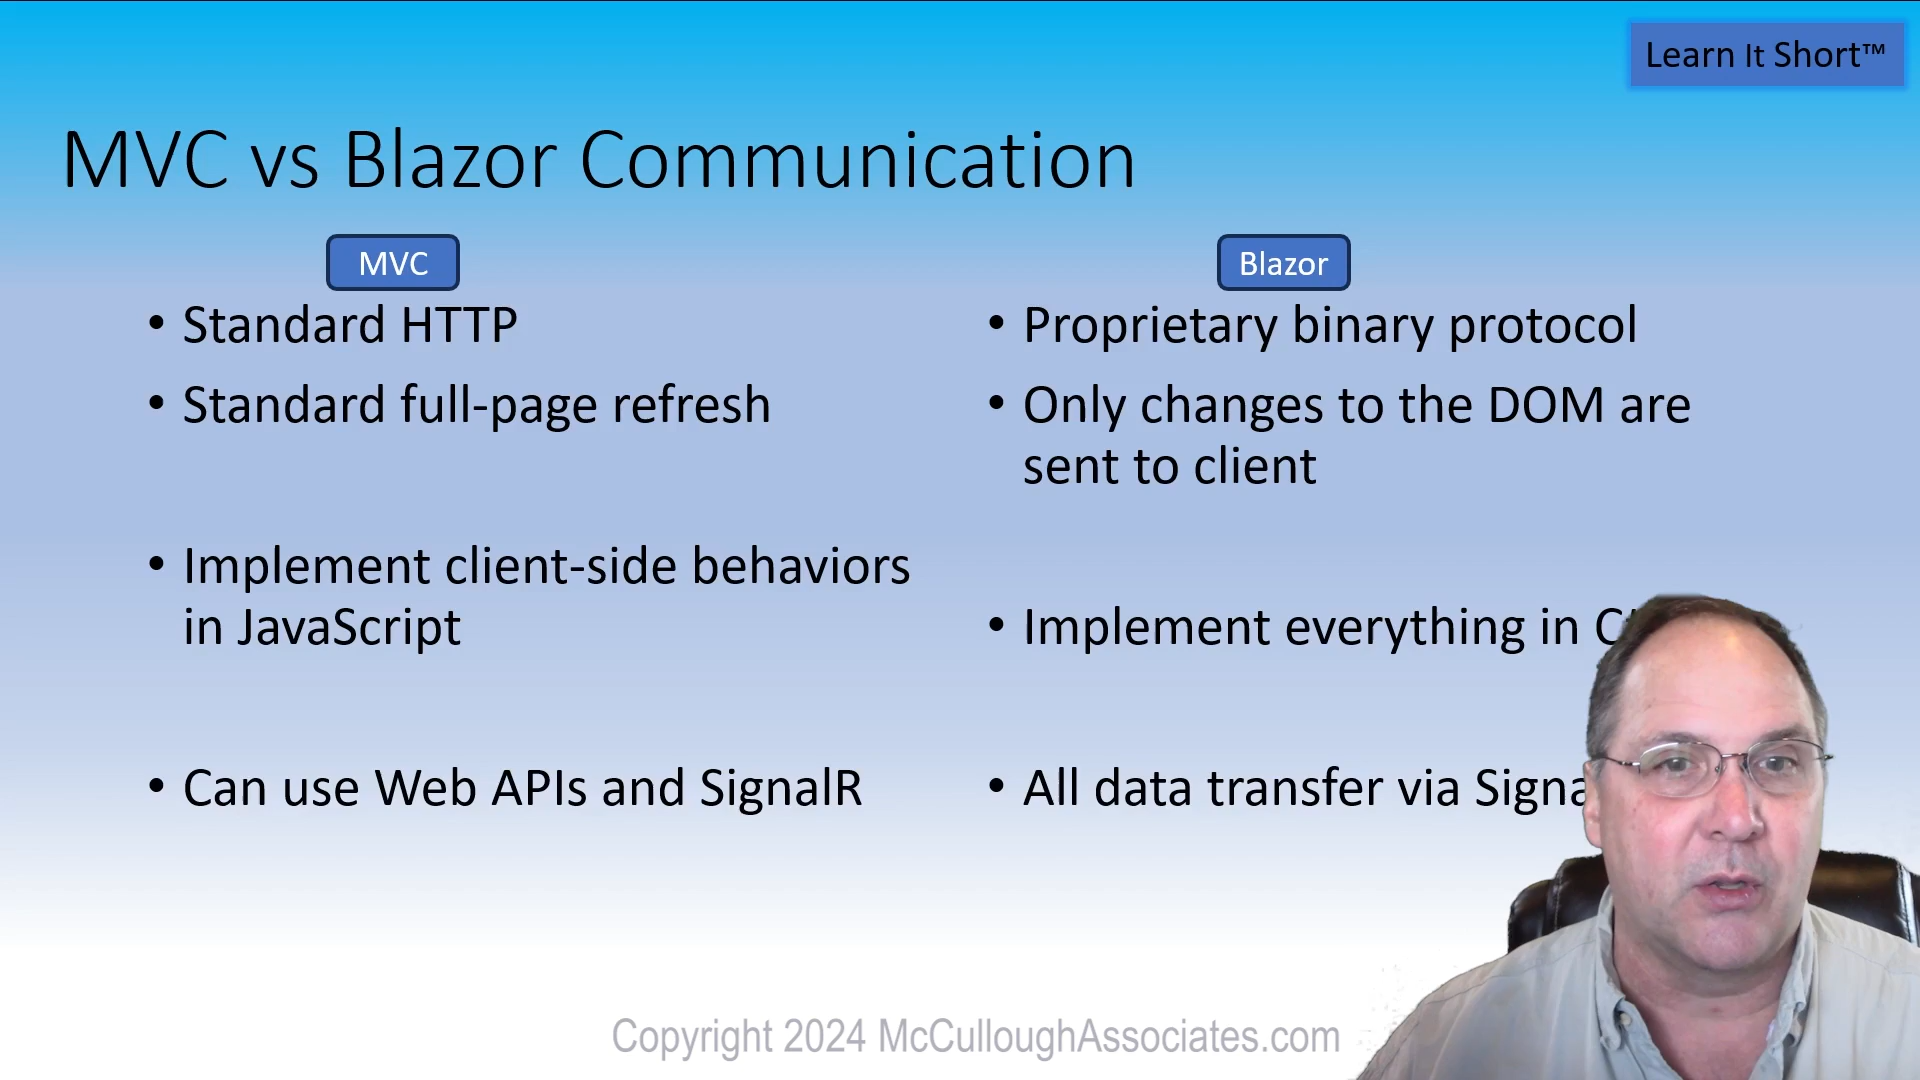 Learn It Short™
MVC vs Blazor Communication
MVC
• Standard HTTP
• Standard full-page refresh
• Implement client-side behaviors
in JavaScript
• Can use Web APIs and SignalR
Blazor
• Proprietary binary protocol
• Only changes to the DOM are
sent to client
• Implement everything in
• All data transfer via
Copyright 2024 McCulloughAssociates.com